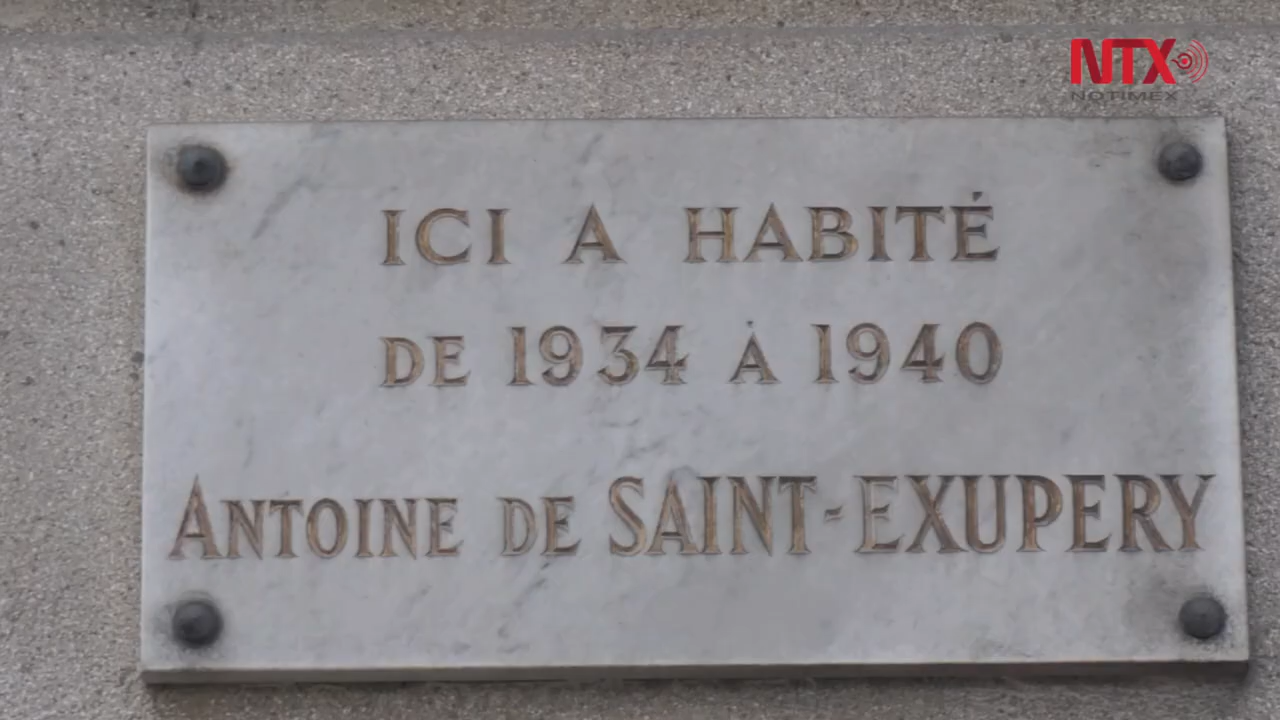 NTX
NOTIMEX
ICI A HABITÉ
DE 1934 À 1940
ANTOINE DE SAINT-EXUPERY